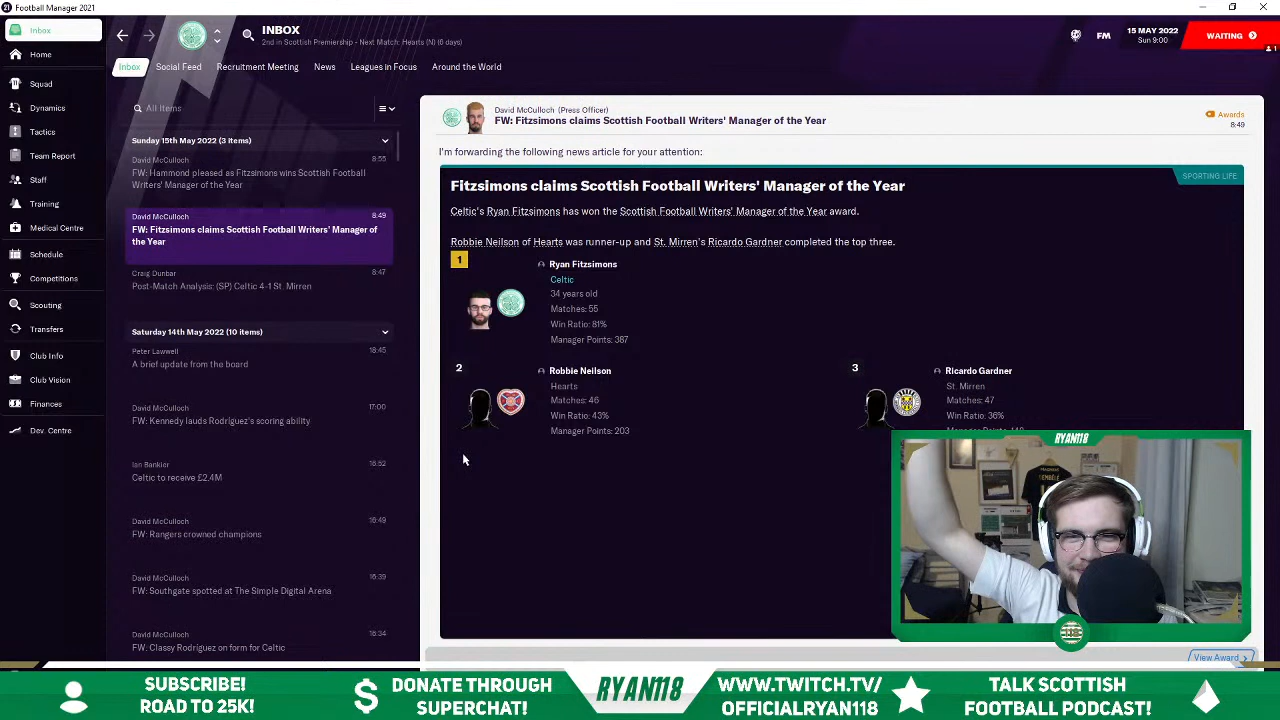 Football Manager 2021
Inbox
Home
Squad
Dynamics
Tactics
Team Report
Staff
Training
Medical Centre
Schedule
Competitions
Scouting
Transfers
Club Info
Club Vision
Finances
Dev. Centre
INBOX
2nd in Scottish Premiership - Next Match: Hearts (N) (6 days)
FM
15 MAY 2022
Sun 9:00
WAITING
1
Inbox Social Feed Recruitment Meeting News Leagues in Focus Around the World
All Items
Sunday 15th May 2022 (3 items)
David McCulloch 8:55
FW: Hammond pleased as Fitzsimons wins Scottish Football
Writers' Manager of the Year
David McCulloch 8:49
FW: Fitzsimons claims Scottish Football Writers' Manager of
the Year
Craig Dunbar 8:47
Post-Match Analysis: (SP) Celtic 4-1 St. Mirren
Saturday 14th May 2022 (10 items)
Peter Lawwell 18:45
A brief update from the board
David McCulloch 17:00
FW: Kennedy lauds Rodríguez's scoring ability
Ian Bankier 16:52
Celtic to receive £2.4M
David McCulloch 16:49
FW: Rangers crowned champions
David McCulloch 16:39
FW: Southgate spotted at The Simple Digital Arena
David McCulloch 16:34
FW: Classy Rodríguez on form for Celtic
David McCulloch (Press Officer)
FW: Fitzsimons claims Scottish Football Writers' Manager of the Year
Awards
8:49
I'm forwarding the following news article for your attention:
SPORTING LIFE
Fitzsimons claims Scottish Football Writers' Manager of the Year
Celtic's Ryan Fitzsimons has won the Scottish Football Writers' Manager of the Year award.
Robbie Neilson of Hearts was runner-up and St. Mirren's Ricardo Gardner completed the top three.
1
Ryan Fitzsimons
Celtic
34 years old
Matches: 55
Win Ratio: 81%
Manager Points: 387
2
Robbie Neilson
Hearts
Matches: 46
Win Ratio: 43%
Manager Points: 203
3
Ricardo Gardner
St. Mirren
Matches: 47
Win Ratio: 36%
RYAN118
118
View Award
SUBSCRIBE!
ROAD TO 25K!
DONATE THROUGH
SUPERCHAT!
RYAN118
WWW.TWITCH.TV/
OFFICIALRYAN118
TALK SCOTTISH
FOOTBALL PODCAST!